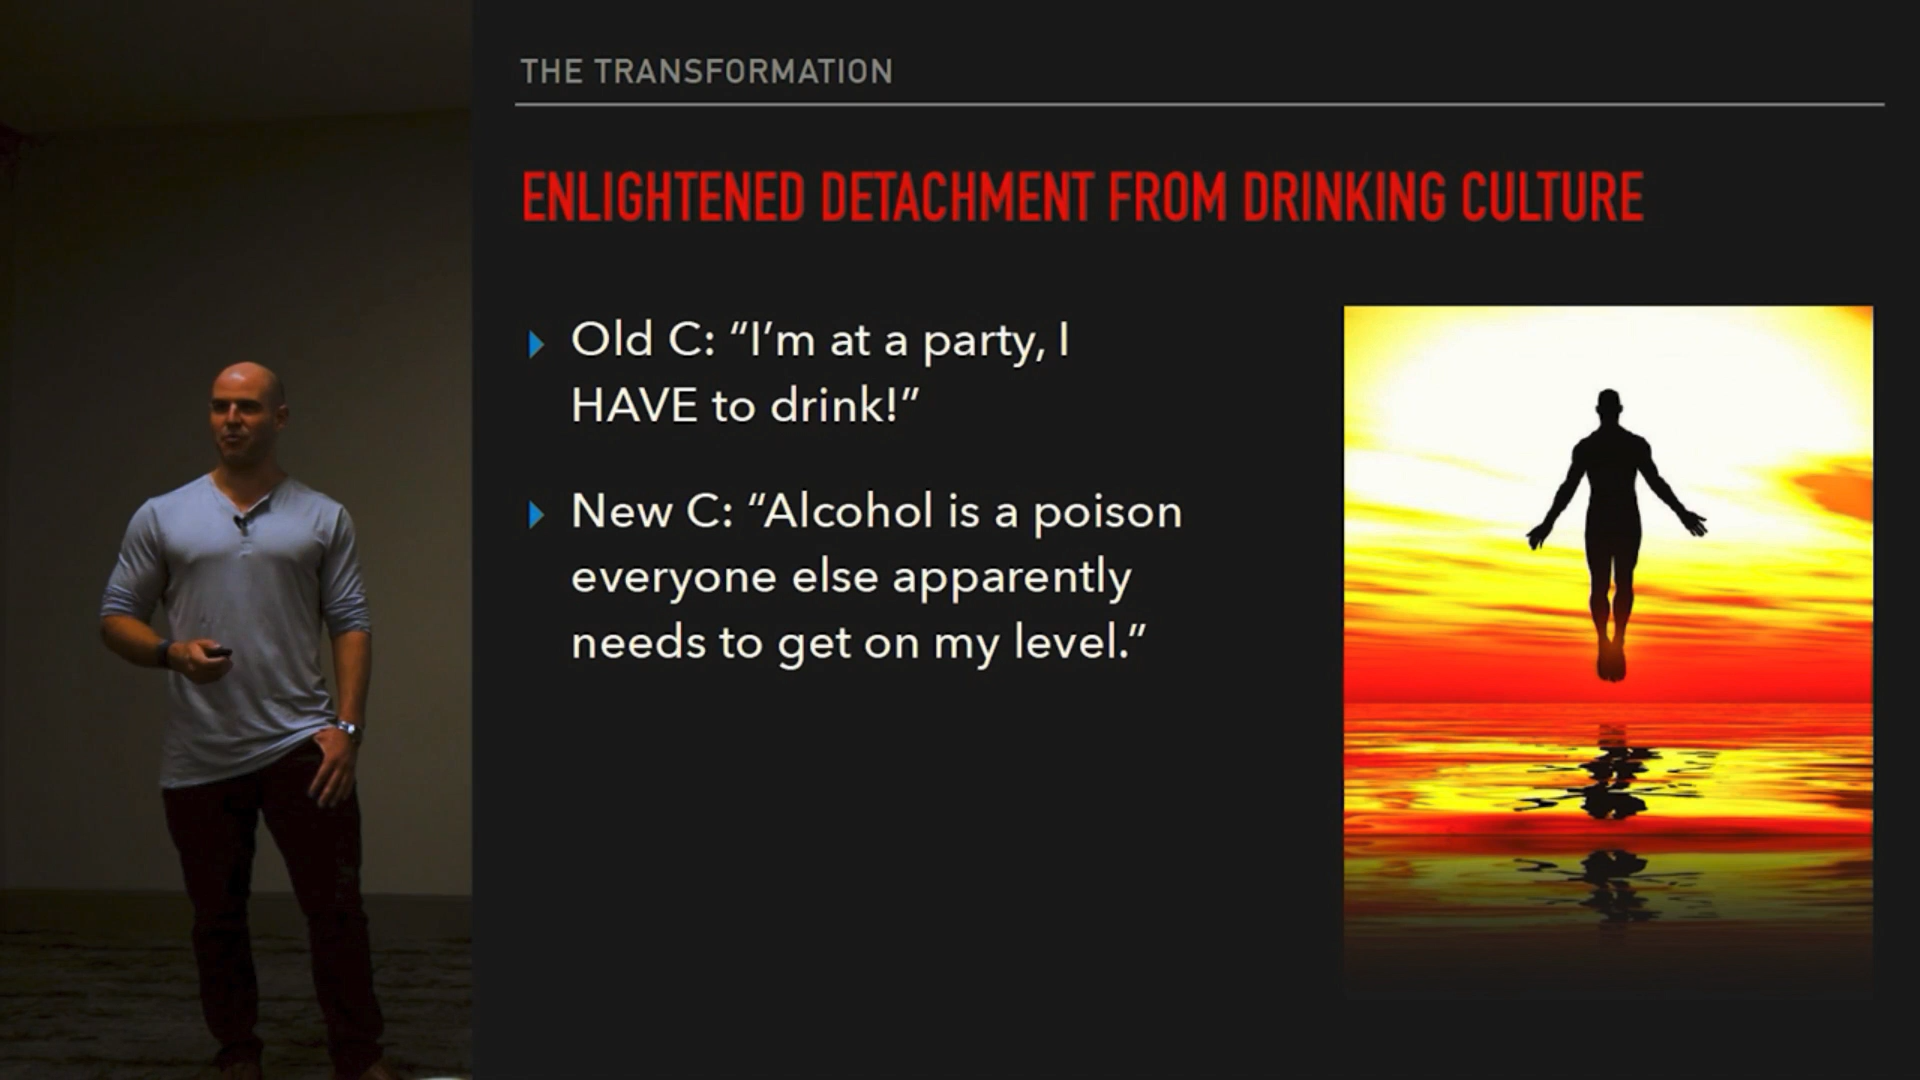 THE TRANSFORMATION
ENLIGHTENED DETACHMENT FROM DRINKING CULTURE
Old C: “I’m at a party, I
HAVE to drink!”
New C: “Alcohol is a poison
everyone else apparently
needs to get on my level.”